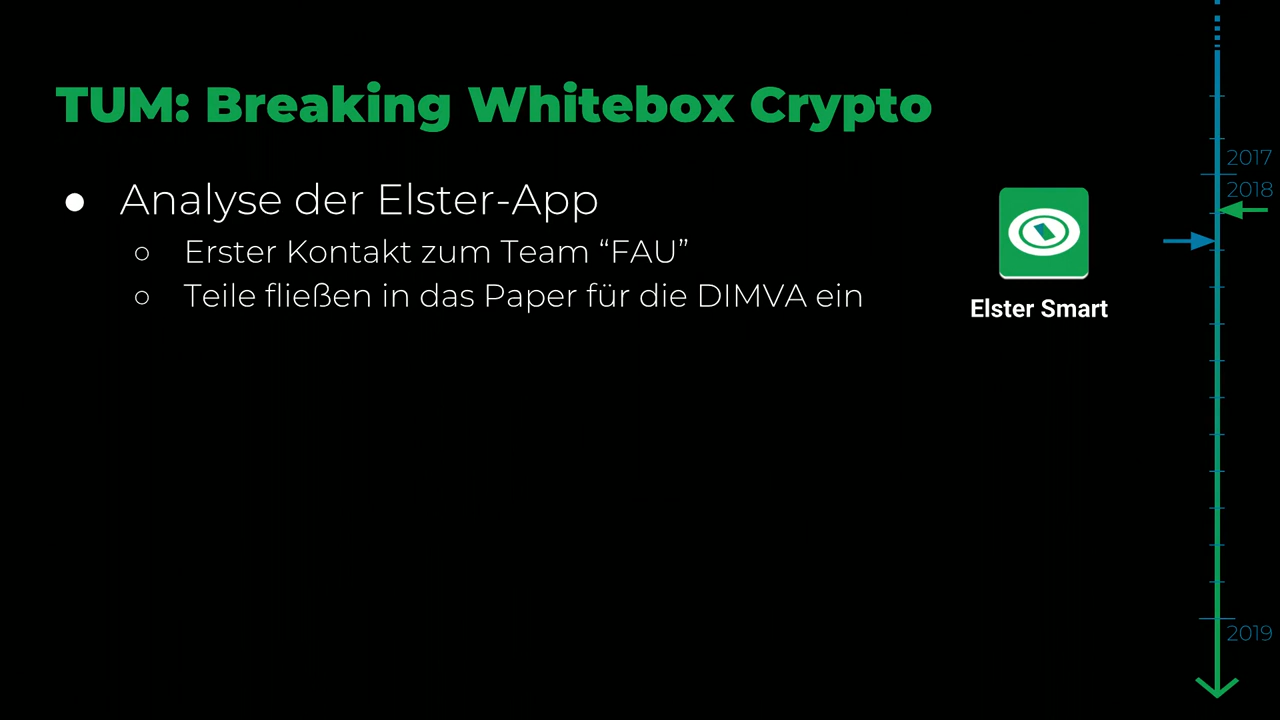 TUM: Breaking Whitebox Crypto
● Analyse der Elster-App
○ Erster Kontakt zum Team “FAU”
○ Teile fließen in das Paper für die DIMVA ein
Elster Smart
2017
2018
2019